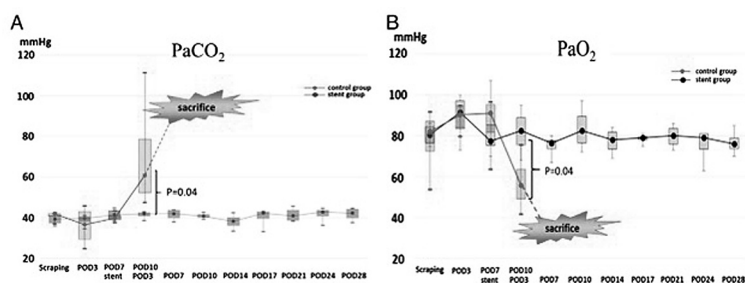 A
mmHg
PaCO2
120
100
80
60
40
20
control group
stent group
sacrifice
P=0.04
Scraping POD3 POD7 POD10 POD7 POD10 POD14 POD17 POD21 POD24 POD28
stent POD3
B
mmHg
PaO2
120
100
80
60
40
20
control group
stent group
P=0.04
sacrifice
Scraping POD3 POD7 POD10 POD7 POD10 POD14 POD17 POD21 POD24 POD28
stent POD3